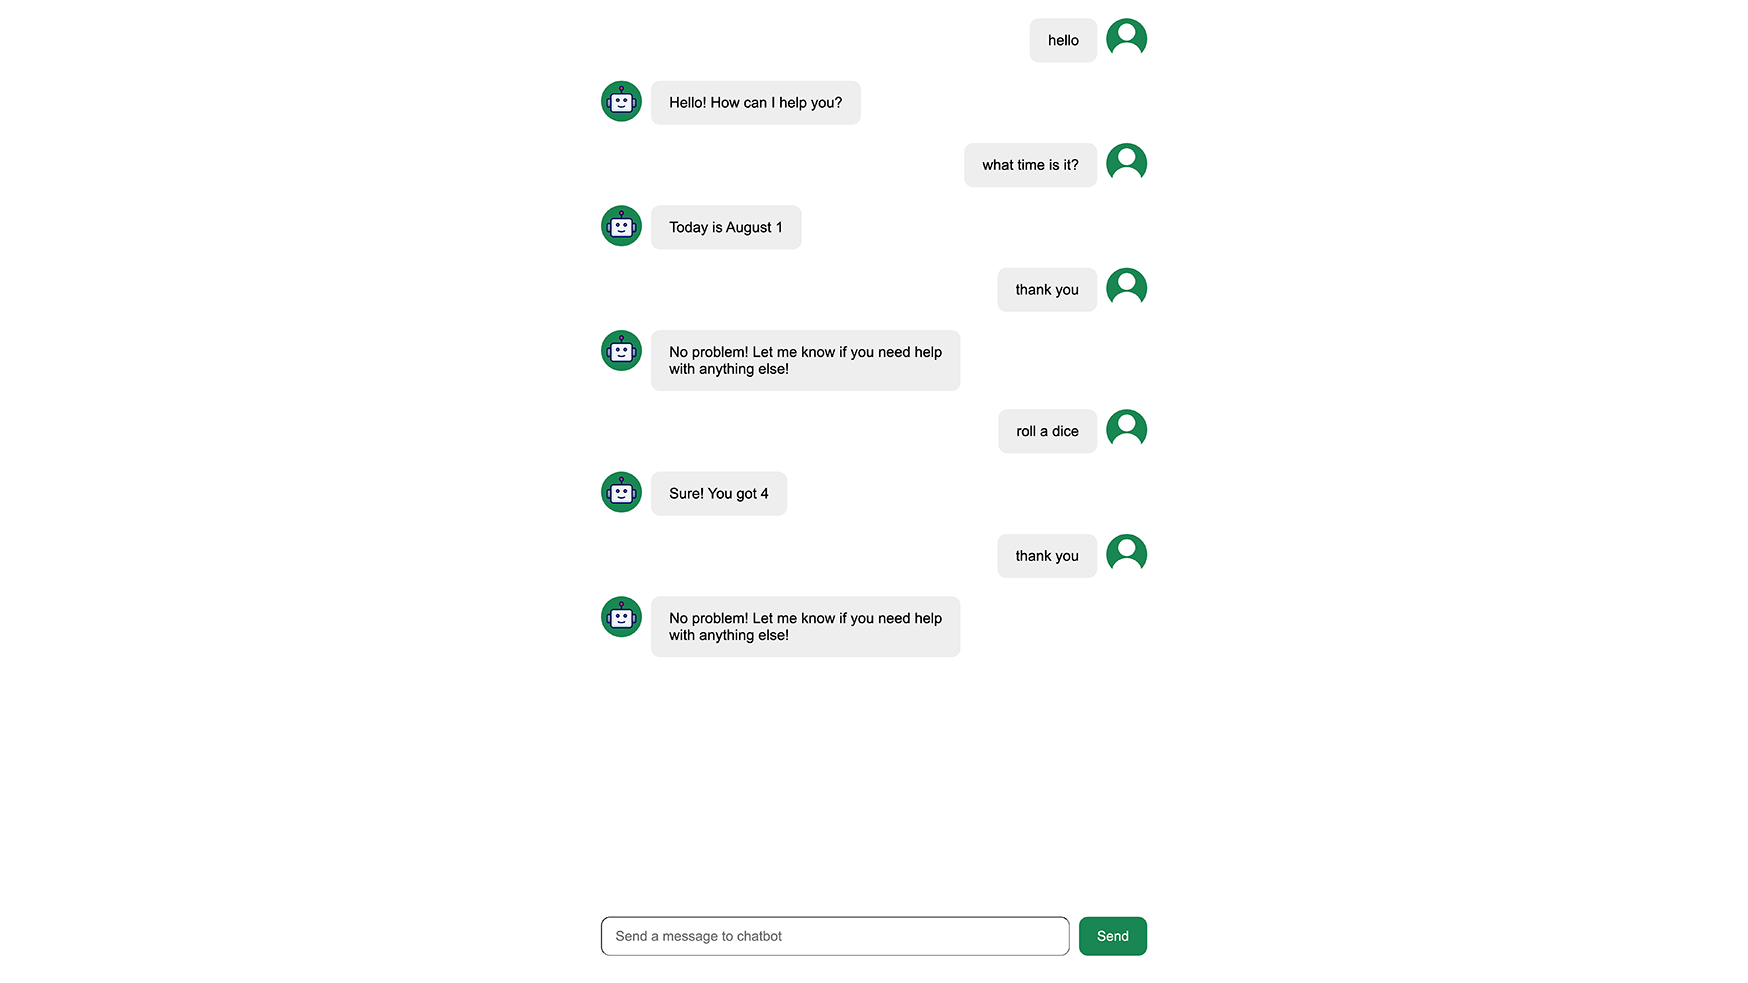 hello
Hello! How can I help you?
what time is it?
Today is August 1
thank you
No problem! Let me know if you need help
with anything else!
roll a dice
Sure! You got 4
thank you
No problem! Let me know if you need help
with anything else!
Send a message to chatbot
Send